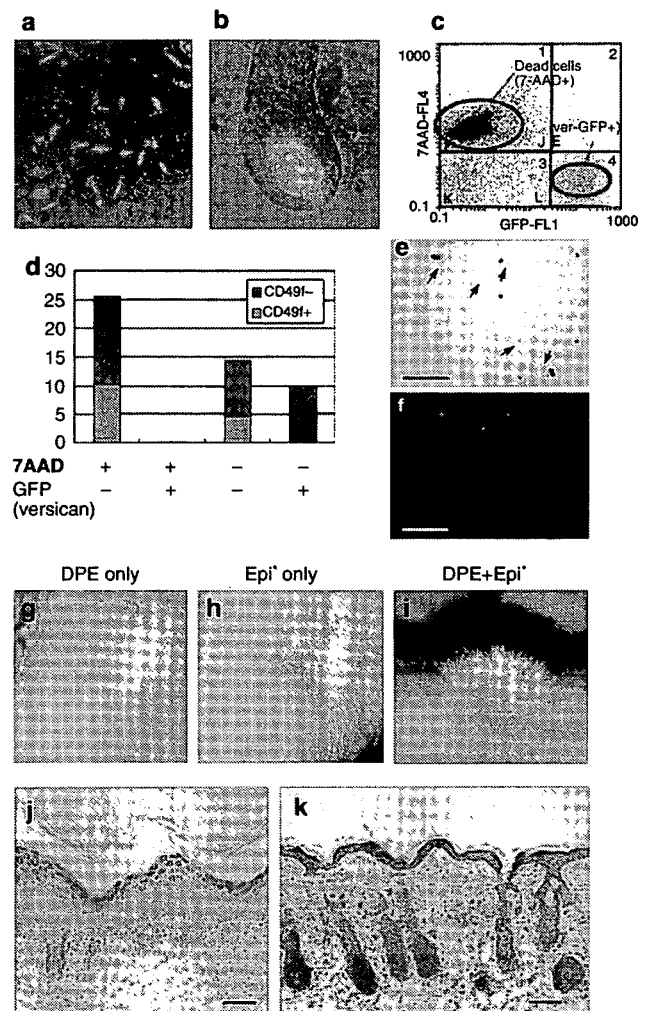 a
b
c
1000
7AAD-FL4
0.1
1
2
Dead cells
(7-AAD+)
ver-GFP+)
J
E
3
4
K
L
0.1
1000
GFP-FL1
d
30
25
20
15
10
5
0
CD49f−
CD49f+
7AAD + + − −
GFP − + − +
(versican)
e
f
DPE only
Epi* only
DPE+Epi*
g
h
i
j
k